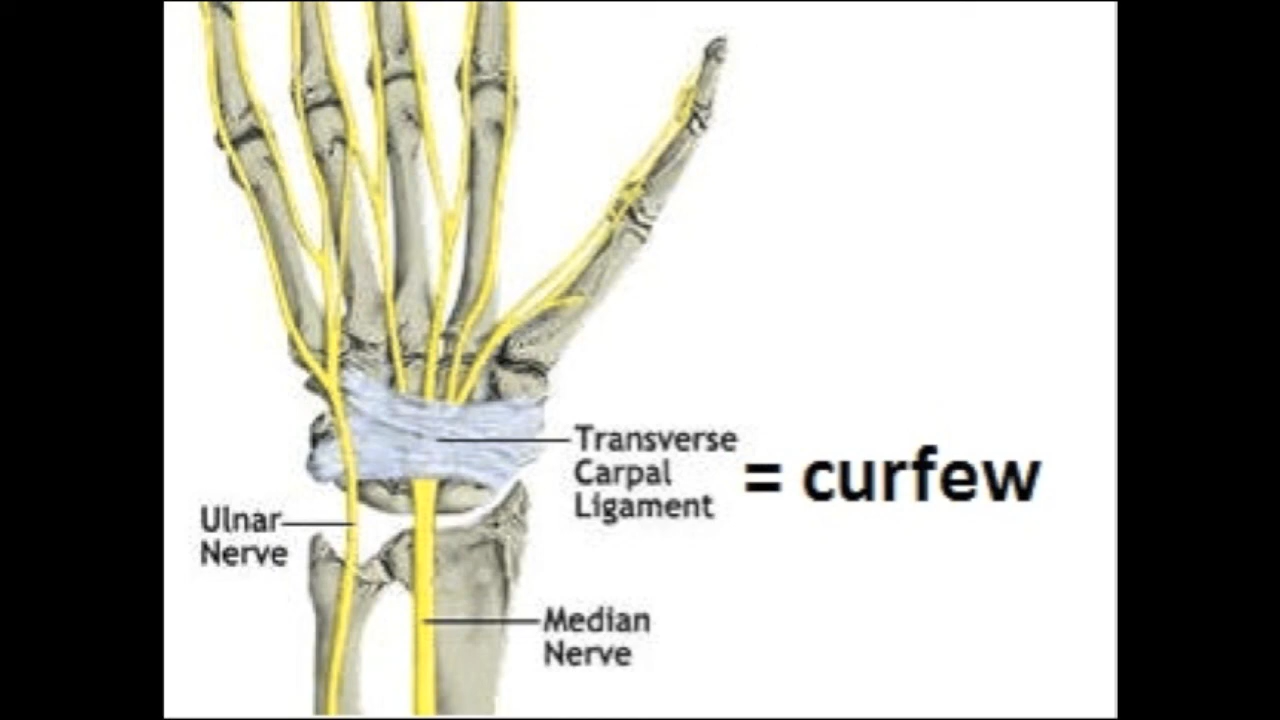 Transverse
Carpal
Ligament
= curfew
Ulnar
Nerve
Median
Nerve